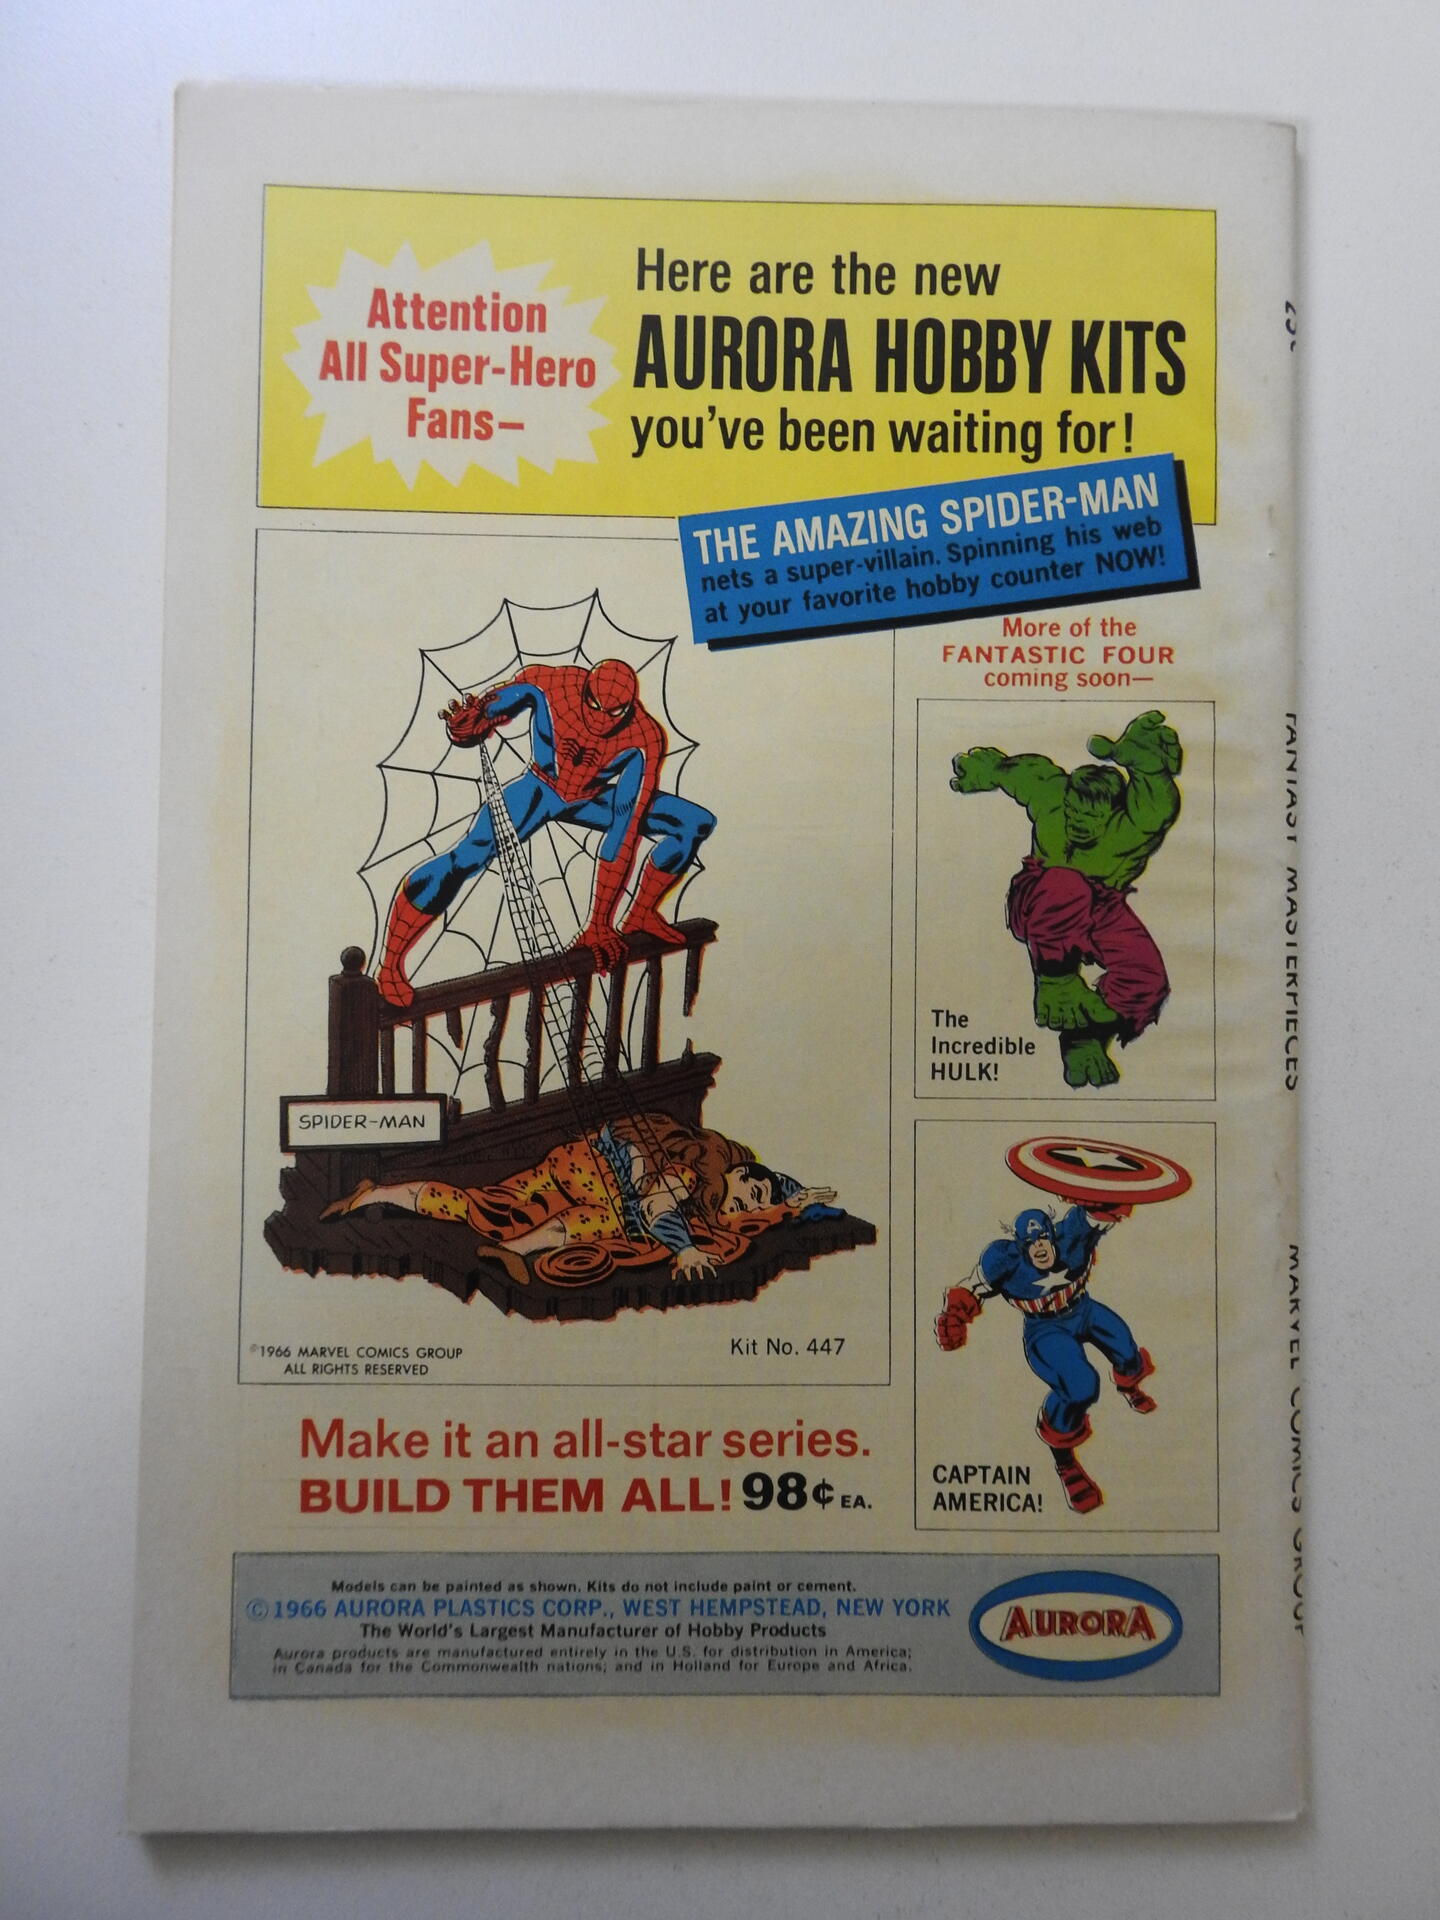 Attention
All Super-Hero
Fans—
Here are the new
AURORA HOBBY KITS
you've been waiting for!
THE AMAZING SPIDER-MAN
nets a super-villain. Spinning his web
at your favorite hobby counter NOW!
More of the
FANTASTIC FOUR
coming soon—
SPIDER-MAN
©1966 MARVEL COMICS GROUP
ALL RIGHTS RESERVED
Kit No. 447
The
Incredible
HULK!
A
CAPTAIN
AMERICA!
Make it an all-star series.
BUILD THEM ALL! 98¢ EA.
Models can be painted as shown. Kits do not include paint or cement.
© 1966 AURORA PLASTICS CORP., WEST HEMPSTEAD, NEW YORK
The World's Largest Manufacturer of Hobby Products
Aurora products are manufactured entirely in the U.S. for distribution in America;
in Canada for the Commonwealth nations; and in Holland for Europe and Africa.
AURORA
25¢
FANTASY MASTERPIECES
MARVEL COMICS GROUP